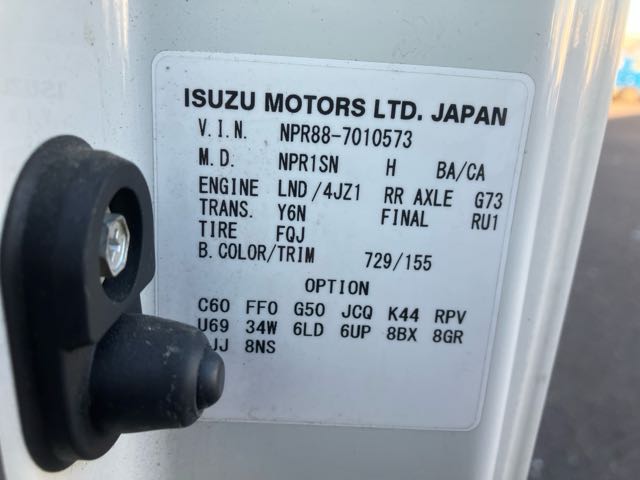 ISUZU MOTORS LTD. JAPAN
V.I.N. NPR88-7010573
M.D. NPR1SN H BA/CA
ENGINE LND/4JZ1 RR AXLE G73
TRANS. Y6N FINAL RU1
TIRE FQJ
B.COLOR/TRIM 729/155
OPTION
C60 FF0 G50 JCQ K44 RPV
U69 34W 6LD 6UP 8BX 8GR
8NS